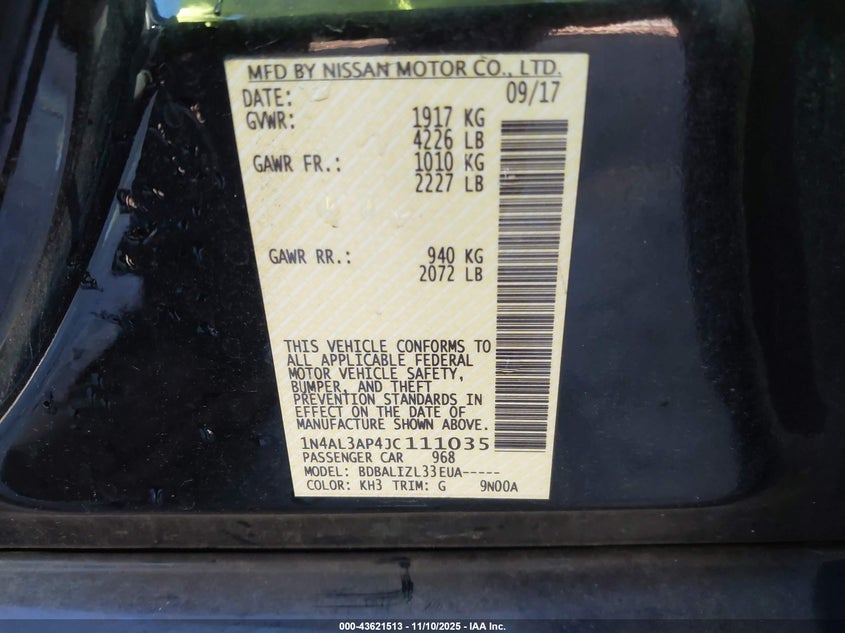 MFD BY NISSAN MOTOR CO., LTD.
DATE: 09/17
GVWR: 1917 KG
4226 LB
GAWR FR.: 1010 KG
2227 LB
GAWR RR.: 940 KG
2072 LB
THIS VEHICLE CONFORMS TO
ALL APPLICABLE FEDERAL
MOTOR VEHICLE SAFETY,
BUMPER, AND THEFT
PREVENTION STANDARDS IN
EFFECT ON THE DATE OF
MANUFACTURE SHOWN ABOVE.
1N4AL3AP4JC111035
PASSENGER CAR 968
MODEL: BDBALIZL33EUA-----
COLOR: KH3 TRIM: G 9N00A
000-43621513 - 11/10/2025 - IAA Inc.